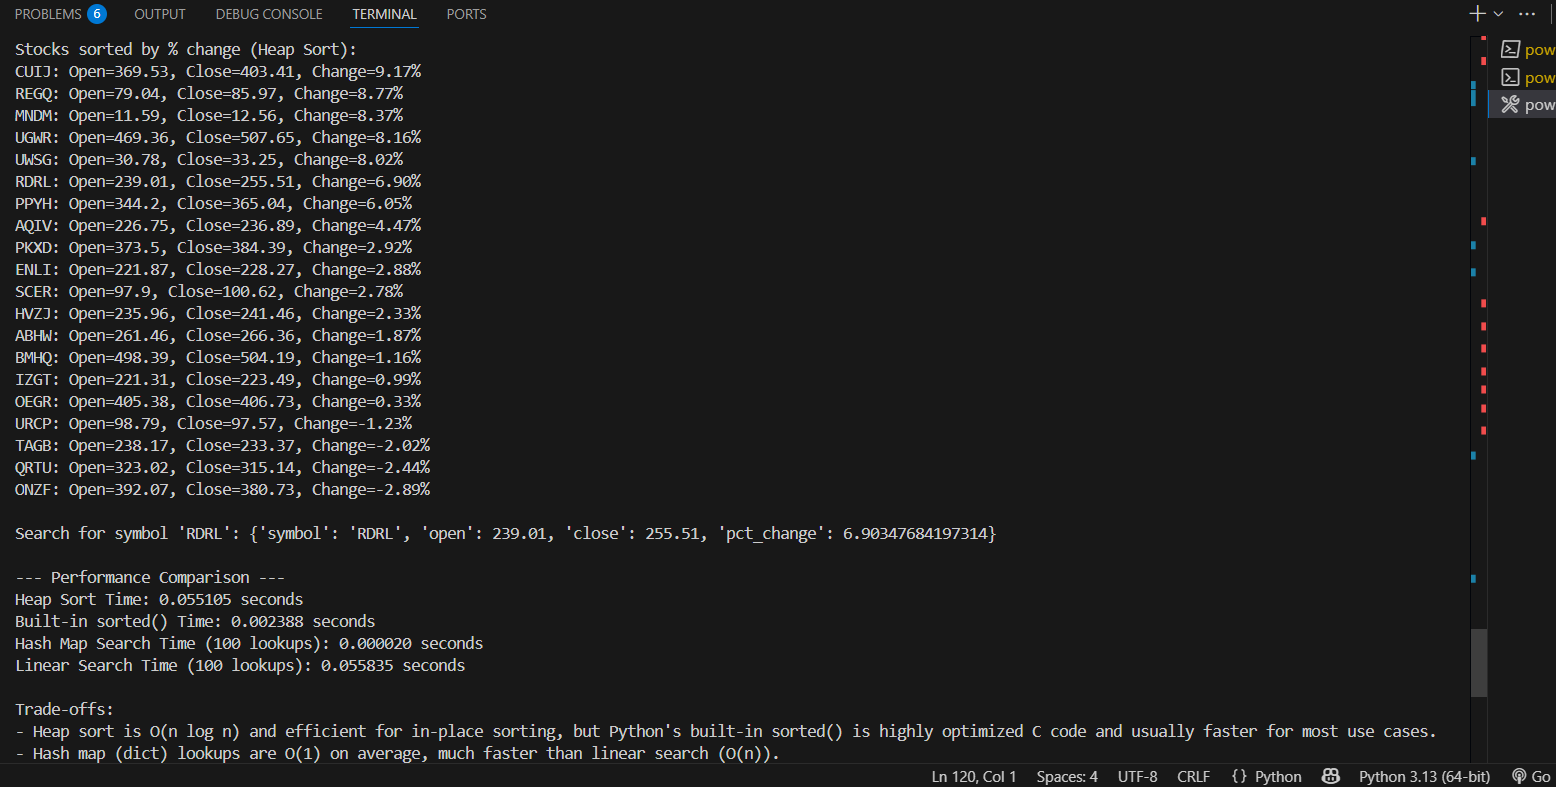 PROBLEMS 6 OUTPUT DEBUG CONSOLE TERMINAL PORTS
Stocks sorted by % change (Heap Sort):
CUIJ: Open=369.53, Close=403.41, Change=9.17%
REGQ: Open=79.04, Close=85.97, Change=8.77%
MNDM: Open=11.59, Close=12.56, Change=8.37%
UGWR: Open=469.36, Close=507.65, Change=8.16%
UWSG: Open=30.78, Close=33.25, Change=8.02%
RDRL: Open=239.01, Close=255.51, Change=6.90%
PPYH: Open=344.2, Close=365.04, Change=6.05%
AQIV: Open=226.75, Close=236.89, Change=4.47%
PKXD: Open=373.5, Close=384.39, Change=2.92%
ENLI: Open=221.87, Close=228.27, Change=2.88%
SCER: Open=97.9, Close=100.62, Change=2.78%
HVZJ: Open=235.96, Close=241.46, Change=2.33%
ABHW: Open=261.46, Close=266.36, Change=1.87%
BMHQ: Open=498.39, Close=504.19, Change=1.16%
IZGT: Open=221.31, Close=223.49, Change=0.99%
OEGR: Open=405.38, Close=406.73, Change=0.33%
URCP: Open=98.79, Close=97.57, Change=-1.23%
TAGB: Open=238.17, Close=233.37, Change=-2.02%
QRTU: Open=323.02, Close=315.14, Change=-2.44%
ONZF: Open=392.07, Close=380.73, Change=-2.89%
Search for symbol 'RDRL': {'symbol': 'RDRL', 'open': 239.01, 'close': 255.51, 'pct_change': 6.90347684197314}
--- Performance Comparison ---
Heap Sort Time: 0.055105 seconds
Built-in sorted() Time: 0.002388 seconds
Hash Map Search Time (100 lookups): 0.000020 seconds
Linear Search Time (100 lookups): 0.055835 seconds
Trade-offs:
- Heap sort is O(n log n) and efficient for in-place sorting, but Python's built-in sorted() is highly optimized C code and usually faster for most use cases.
- Hash map (dict) lookups are O(1) on average, much faster than linear search (O(n)).
pow
pow
pow
Ln 120, Col 1 Spaces: 4 UTF-8 CRLF {} Python Python 3.13 (64-bit) Go